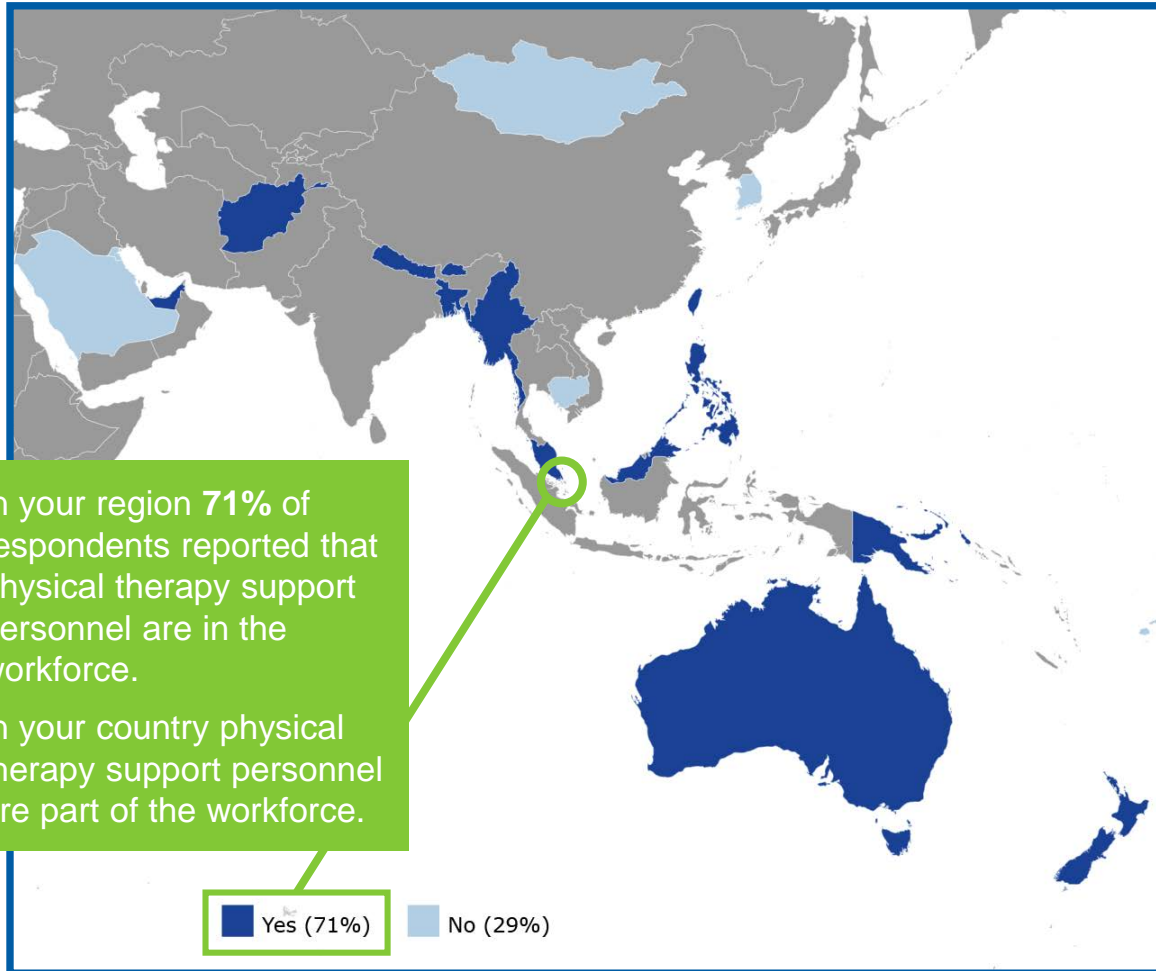 n your region 71% of
espondents reported that
hysical therapy support
ersonnel are in the
workforce.
n your country physical
herapy support personnel
re part of the workforce.
Yes (71%)
No (29%)